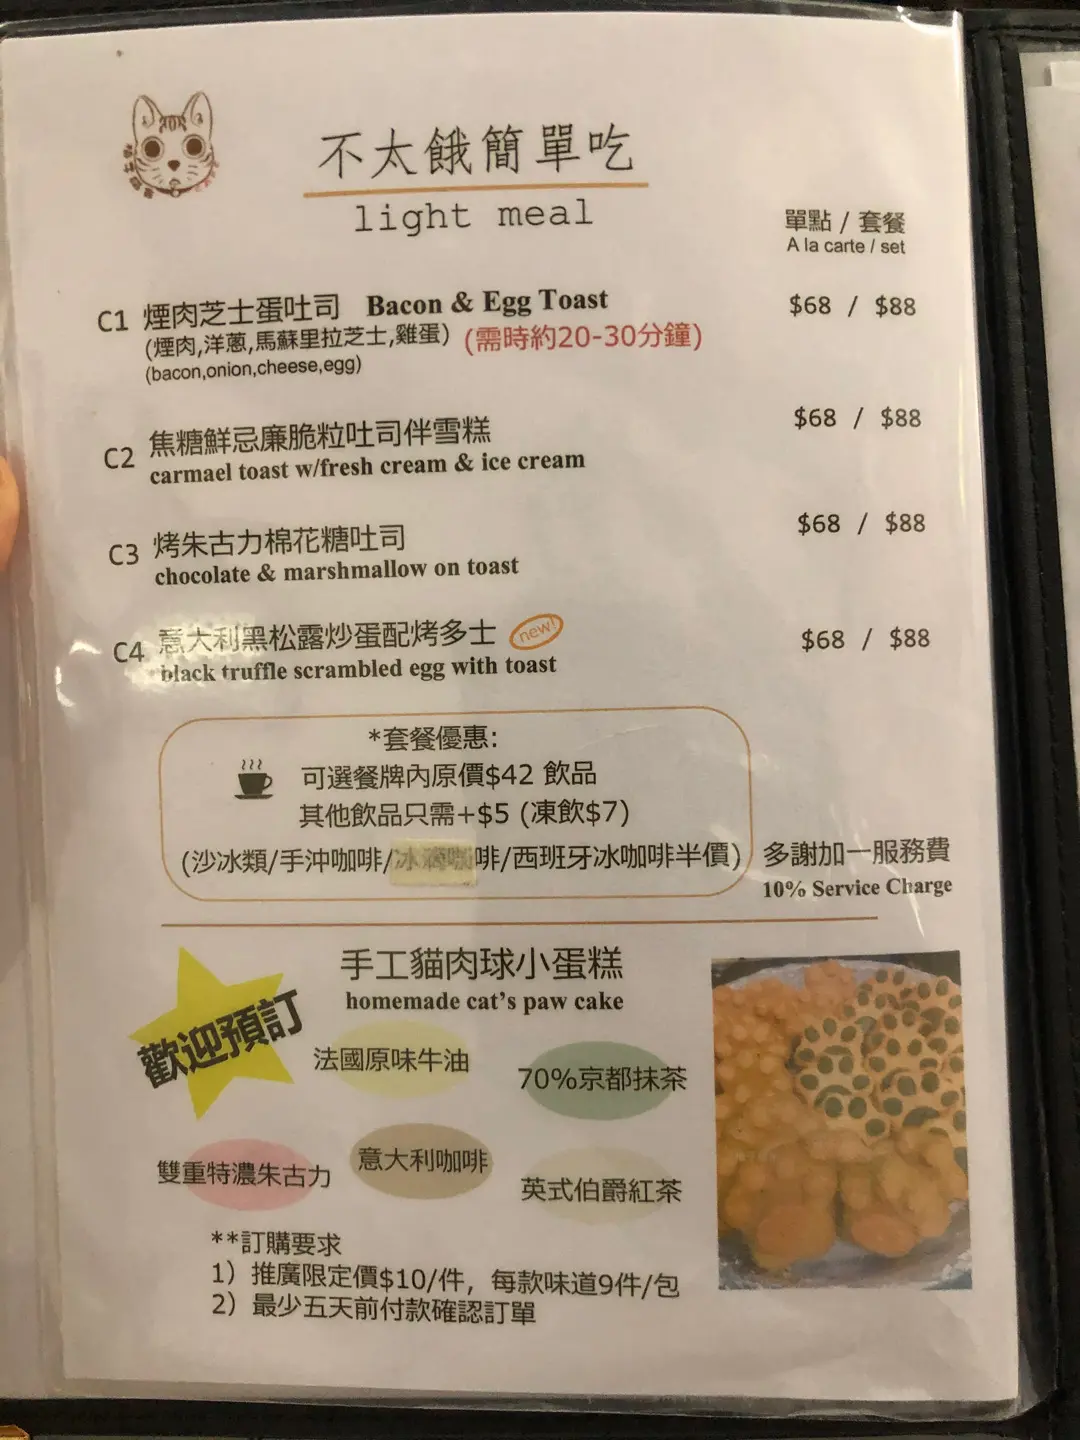 不太餓簡單吃
light meal
單點 / 套餐
A la carte / set
C1 煙肉芝士蛋吐司 Bacon & Egg Toast $68 / $88
(煙肉,洋蔥,馬蘇里拉芝士,雞蛋) (需時約20-30分鐘)
(bacon,onion,cheese,egg)
C2 焦糖鮮忌廉脆粒吐司伴雪糕 $68 / $88
carmael toast w/fresh cream & ice cream
C3 烤朱古力棉花糖吐司 $68 / $88
chocolate & marshmallow on toast
C4 意大利黑松露炒蛋配烤多士 new! $68 / $88
black truffle scrambled egg with toast
*套餐優惠:
可選餐牌內原價$42 飲品
其他飲品只需+$5 (凍飲$7)
(沙冰類/手沖咖啡/冰滴咖啡/西班牙冰咖啡半價)
多謝加一服務費
10% Service Charge
手工貓肉球小蛋糕
homemade cat's paw cake
歡迎預訂
法國原味牛油
70%京都抹茶
雙重特濃朱古力
意大利咖啡
英式伯爵紅茶
**訂購要求
1) 推廣限定價$10/件, 每款味道9件/包
2) 最少五天前付款確認訂單